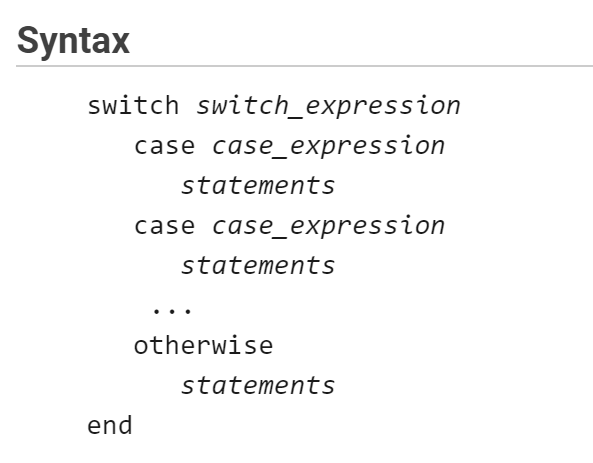 Syntax
switch switch_expression
case case_expression
statements
case case_expression
statements
...
otherwise
statements
end